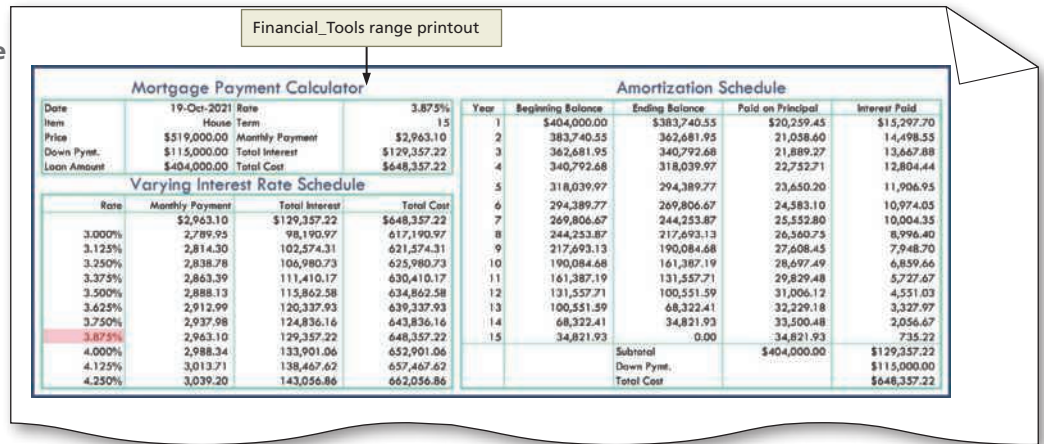 Financial_Tools range printout
e
Mortgage Payment Calculator
Date 19-Oct-2021 Rate 3.875%
Item House Term 15
Price $519,000.00 Monthly Payment $2,963.10
Down Pymt. $115,000.00 Total Interest $129,357.22
Loan Amount $404,000.00 Total Cost $648,357.22
Varying Interest Rate Schedule
Rate Monthly Payment Total Interest Total Cost
$2,963.10 $129,357.22 $648,357.22
3.000% 2,789.95 98,190.97 617,190.97
3.125% 2,814.30 102,574.31 621,574.31
3.250% 2,838.78 106,980.73 625,980.73
3.375% 2,863.39 111,410.17 630,410.17
3.500% 2,888.13 115,862.58 634,862.58
3.625% 2,912.99 120,337.93 639,337.93
3.750% 2,937.98 124,836.16 643,836.16
3.875% 2,963.10 129,357.22 648,357.22
4.000% 2,988.34 133,901.06 652,901.06
4.125% 3,013.71 138,467.62 657,467.62
4.250% 3,039.20 143,056.86 662,056.86
Amortization Schedule
Year Beginning Balance Ending Balance Paid on Principal Interest Paid
1 $404,000.00 $383,740.55 $20,259.45 $15,297.70
2 383,740.55 362,681.95 21,058.60 14,498.55
3 362,681.95 340,792.68 21,889.27 13,667.88
4 340,792.68 318,039.97 22,752.71 12,804.44
5 318,039.97 294,389.77 23,650.20 11,906.95
6 294,389.77 269,806.67 24,583.10 10,974.05
7 269,806.67 244,253.87 25,552.80 10,004.35
8 244,253.87 217,693.13 26,560.75 8,996.40
9 217,693.13 190,084.68 27,608.45 7,948.70
10 190,084.68 161,387.19 28,697.49 6,859.66
11 161,387.19 131,557.71 29,829.48 5,727.67
12 131,557.71 100,551.59 31,006.12 4,551.03
13 100,551.59 68,322.41 32,229.18 3,327.97
14 68,322.41 34,821.93 33,500.48 2,056.67
15 34,821.93 0.00 34,821.93 735.22
Subtotal $404,000.00 $129,357.22
Down Pymt. $115,000.00
Total Cost $648,357.22